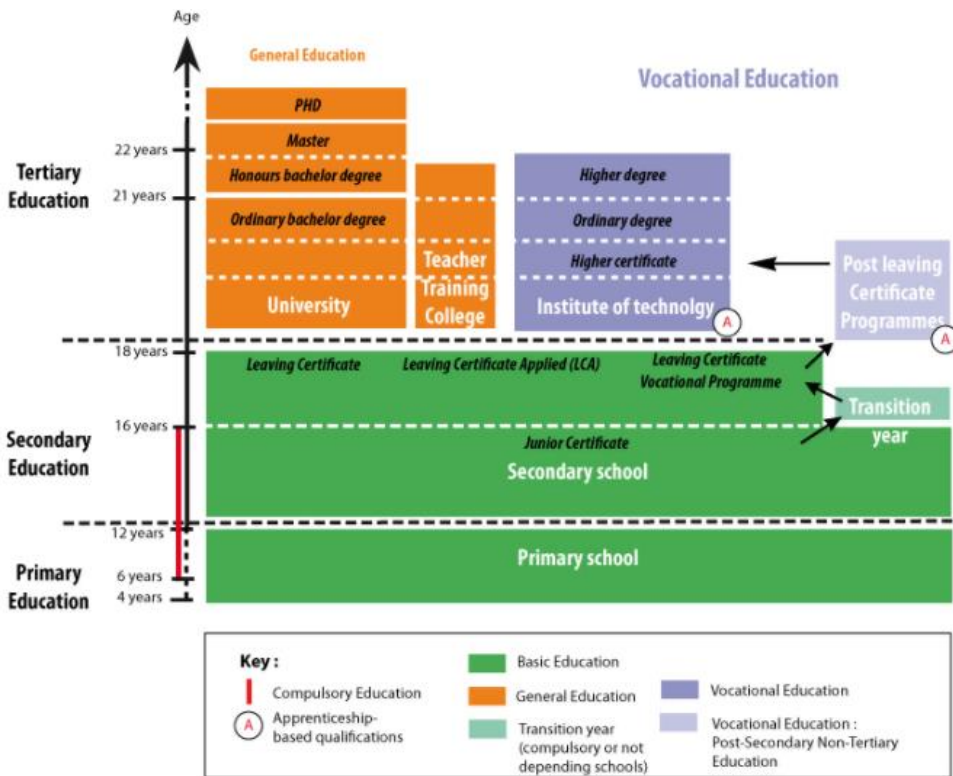 Age
General Education
Vocational Education
PHD
Master
22 years
Tertiary
Education
Honours bachelor degree
Higher degree
21 years
Ordinary bachelor degree
Ordinary degree
Teacher
Training
College
Higher certificate
Post leaving
Certificate
Programmes
University
Institute of technolgy
A
A
18 years
Leaving Certificate
Leaving Certificate Applied (LCA)
Leaving Certificate
Vocational Programme
Transition
year
16 years
Secondary
Education
Junior Certificate
Secondary school
12 years
Primary school
Primary
Education
6 years
4 years
Key :
Compulsory Education
A
Apprenticeship-
based qualifications
Basic Education
General Education
Transition year
(compulsory or not
depending schools)
Vocational Education
Vocational Education :
Post-Secondary Non-Tertiary
Education